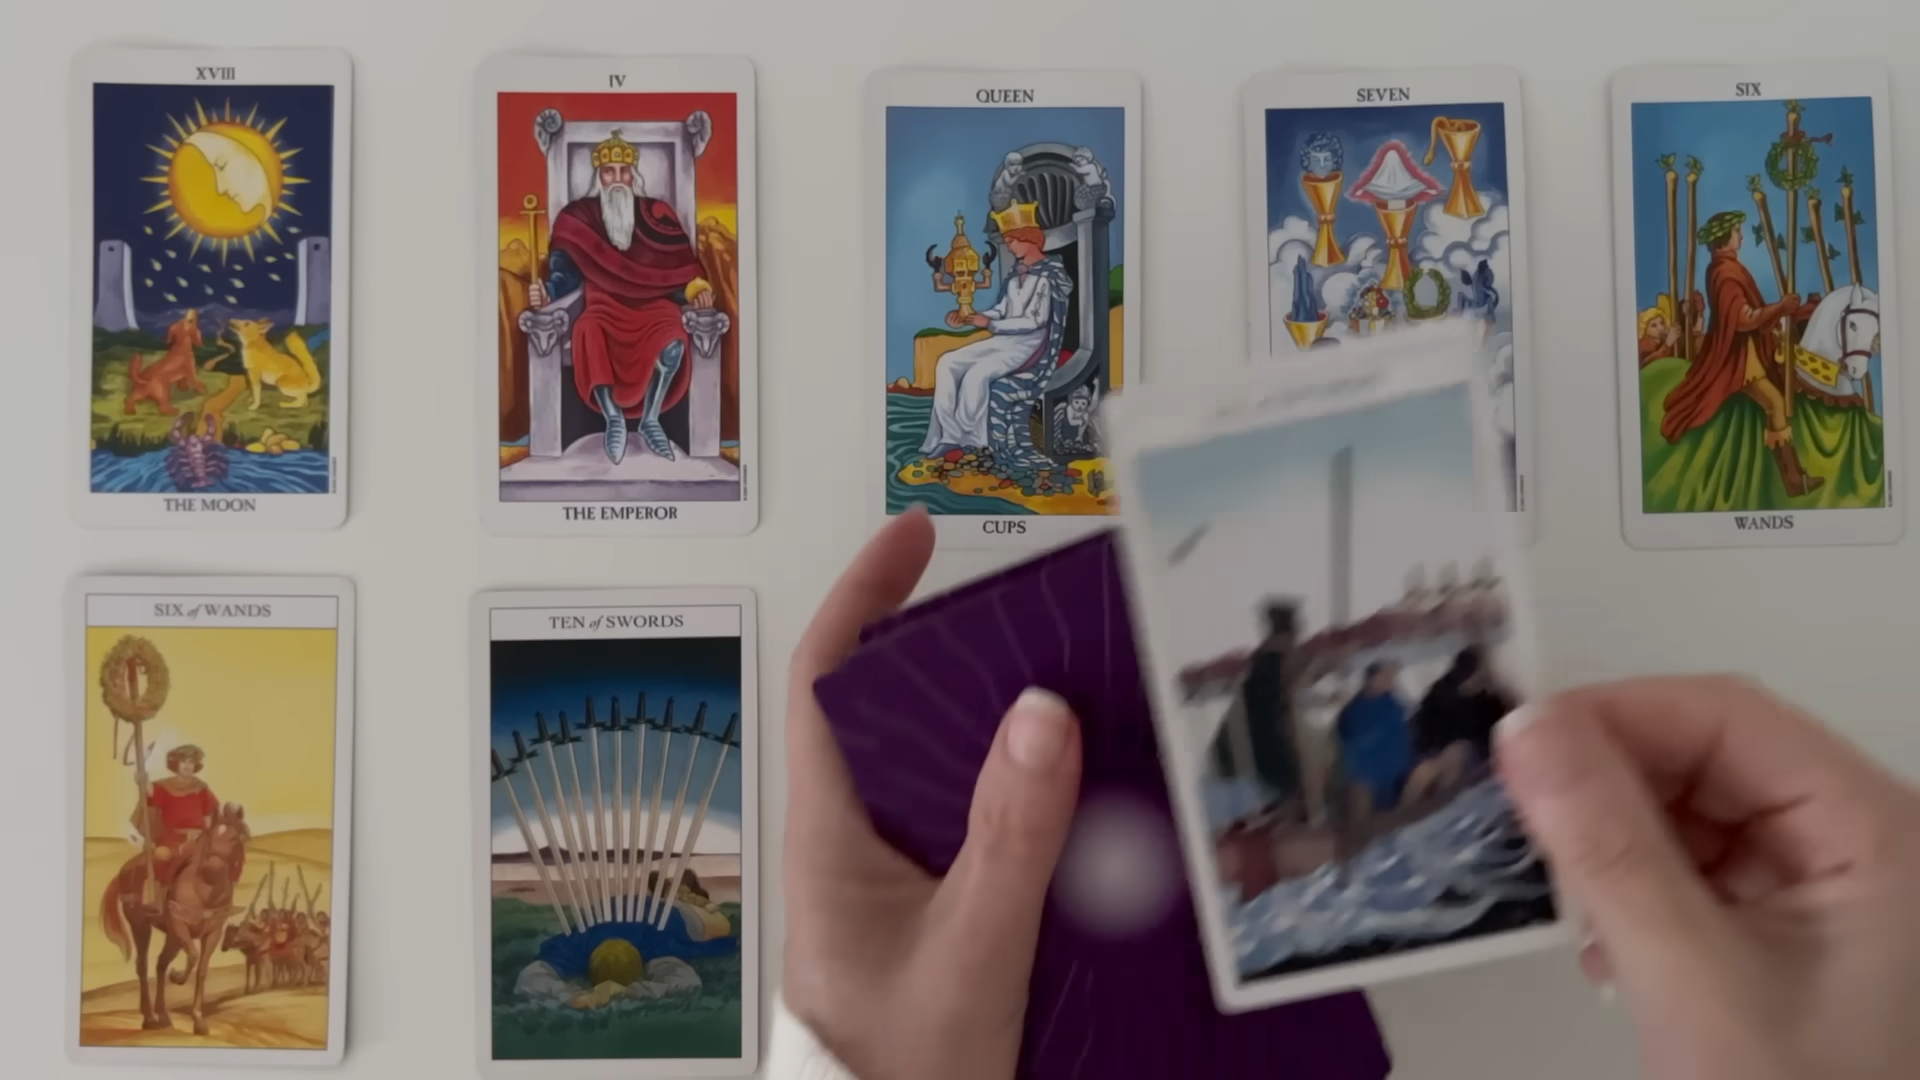 XVIII
THE MOON
IV
THE EMPEROR
QUEEN
CUPS
SEVEN
SIX
WANDS
SIX of WANDS
TEN of SWORDS